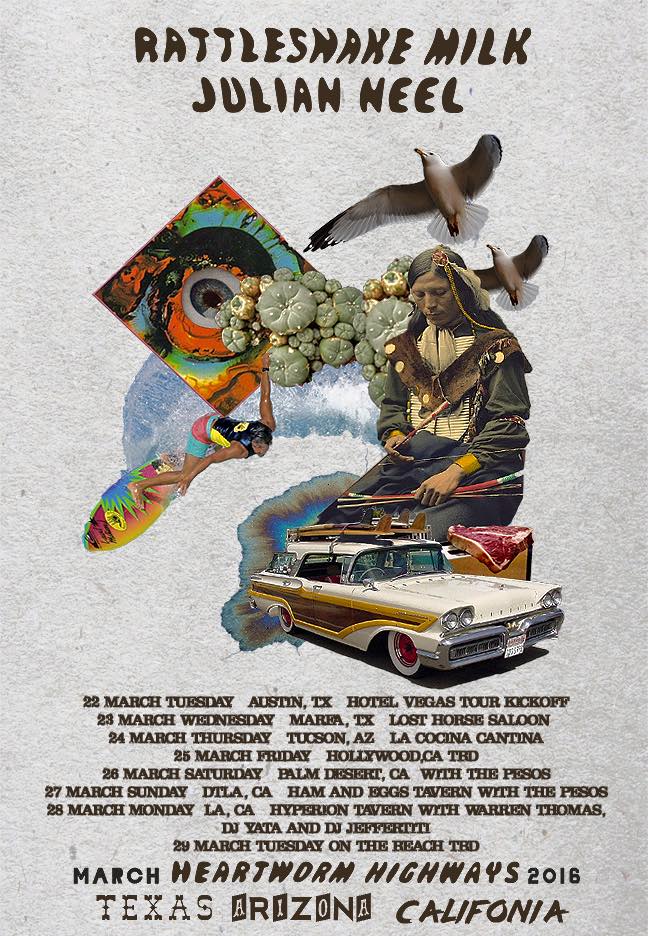 RATTLESNAKE MILK
JULIAN NEEL
22 MARCH TUESDAY AUSTIN, TX HOTEL VEGAS TOUR KICKOFF
23 MARCH WEDNESDAY MARFA, TX LOST HORSE SALOON
24 MARCH THURSDAY TUCSON, AZ LA COCINA CANTINA
25 MARCH FRIDAY HOLLYWOOD,CA TBD
26 MARCH SATURDAY PALM DESERT, CA WITH THE PESOS
27 MARCH SUNDAY DTLA, CA HAM AND EGGS TAVERN WITH THE PESOS
28 MARCH MONDAY LA, CA HYPERION TAVERN WITH WARREN THOMAS,
DJ YATA AND DJ JEFFERTITI
29 MARCH TUESDAY ON THE BEACH TBD
MARCH HEARTWORM HIGHWAYS 2016
TEXAS ARIZONA CALIFONIA